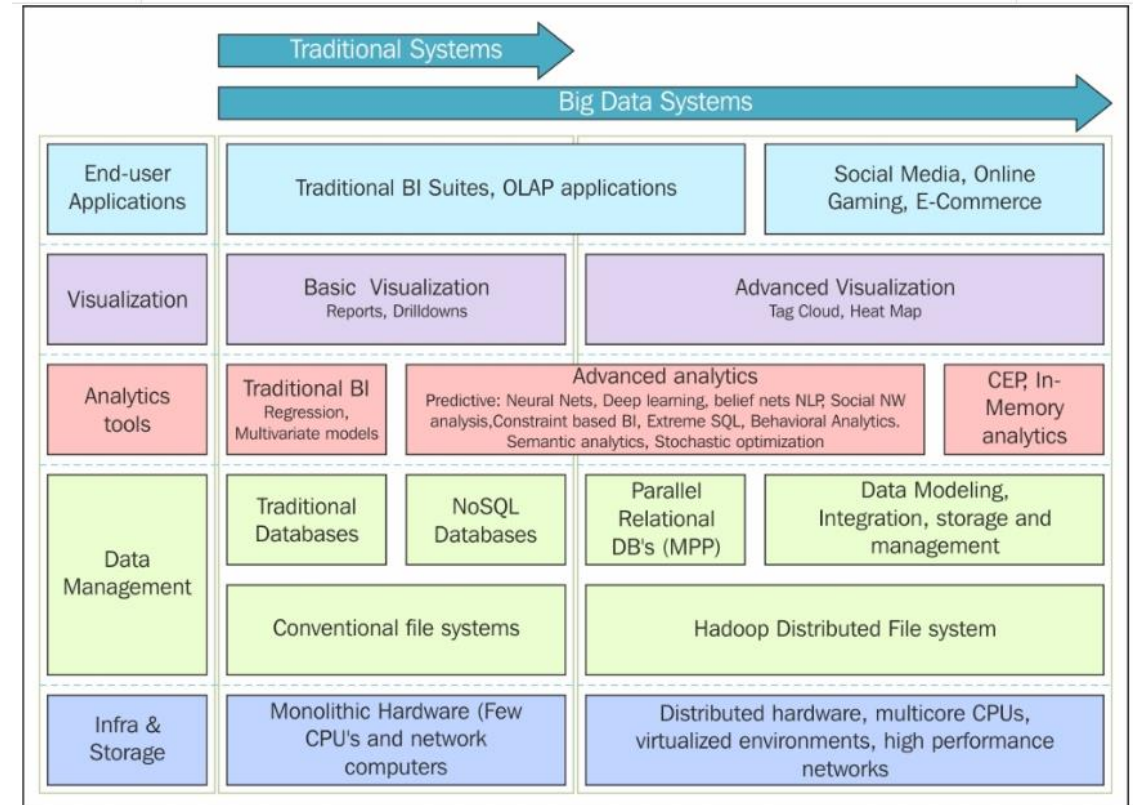 Traditional Systems
Big Data Systems
End-user
Applications
Traditional BI Suites, OLAP applications
Social Media, Online
Gaming, E-Commerce
Visualization
Basic Visualization
Reports, Drilldowns
Advanced Visualization
Tag Cloud, Heat Map
Analytics
tools
Traditional BI
Regression,
Multivariate models
Advanced analytics
Predictive: Neural Nets, Deep learning, belief nets NLP, Social NW
analysis,Constraint based BI, Extreme SQL, Behavioral Analytics.
Semantic analytics, Stochastic optimization
CEP, In-
Memory
analytics
Data
Management
Traditional
Databases
NoSQL
Databases
Parallel
Relational
DB's (MPP)
Data Modeling,
Integration, storage and
management
Conventional file systems
Hadoop Distributed File system
Infra &
Storage
Monolithic Hardware (Few
CPU's and network
computers
Distributed hardware, multicore CPUs,
virtualized environments, high performance
networks